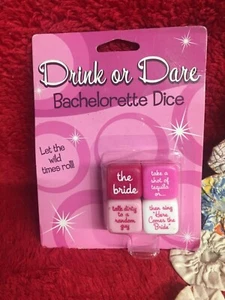 Drink or Dare
Bachelorette Dice
Let the
wild
times roll!
the
bride
take a
shot of
tequila
or...
talk dirty
to a
random
guy
then sing
"Here
Comes the
Bride"